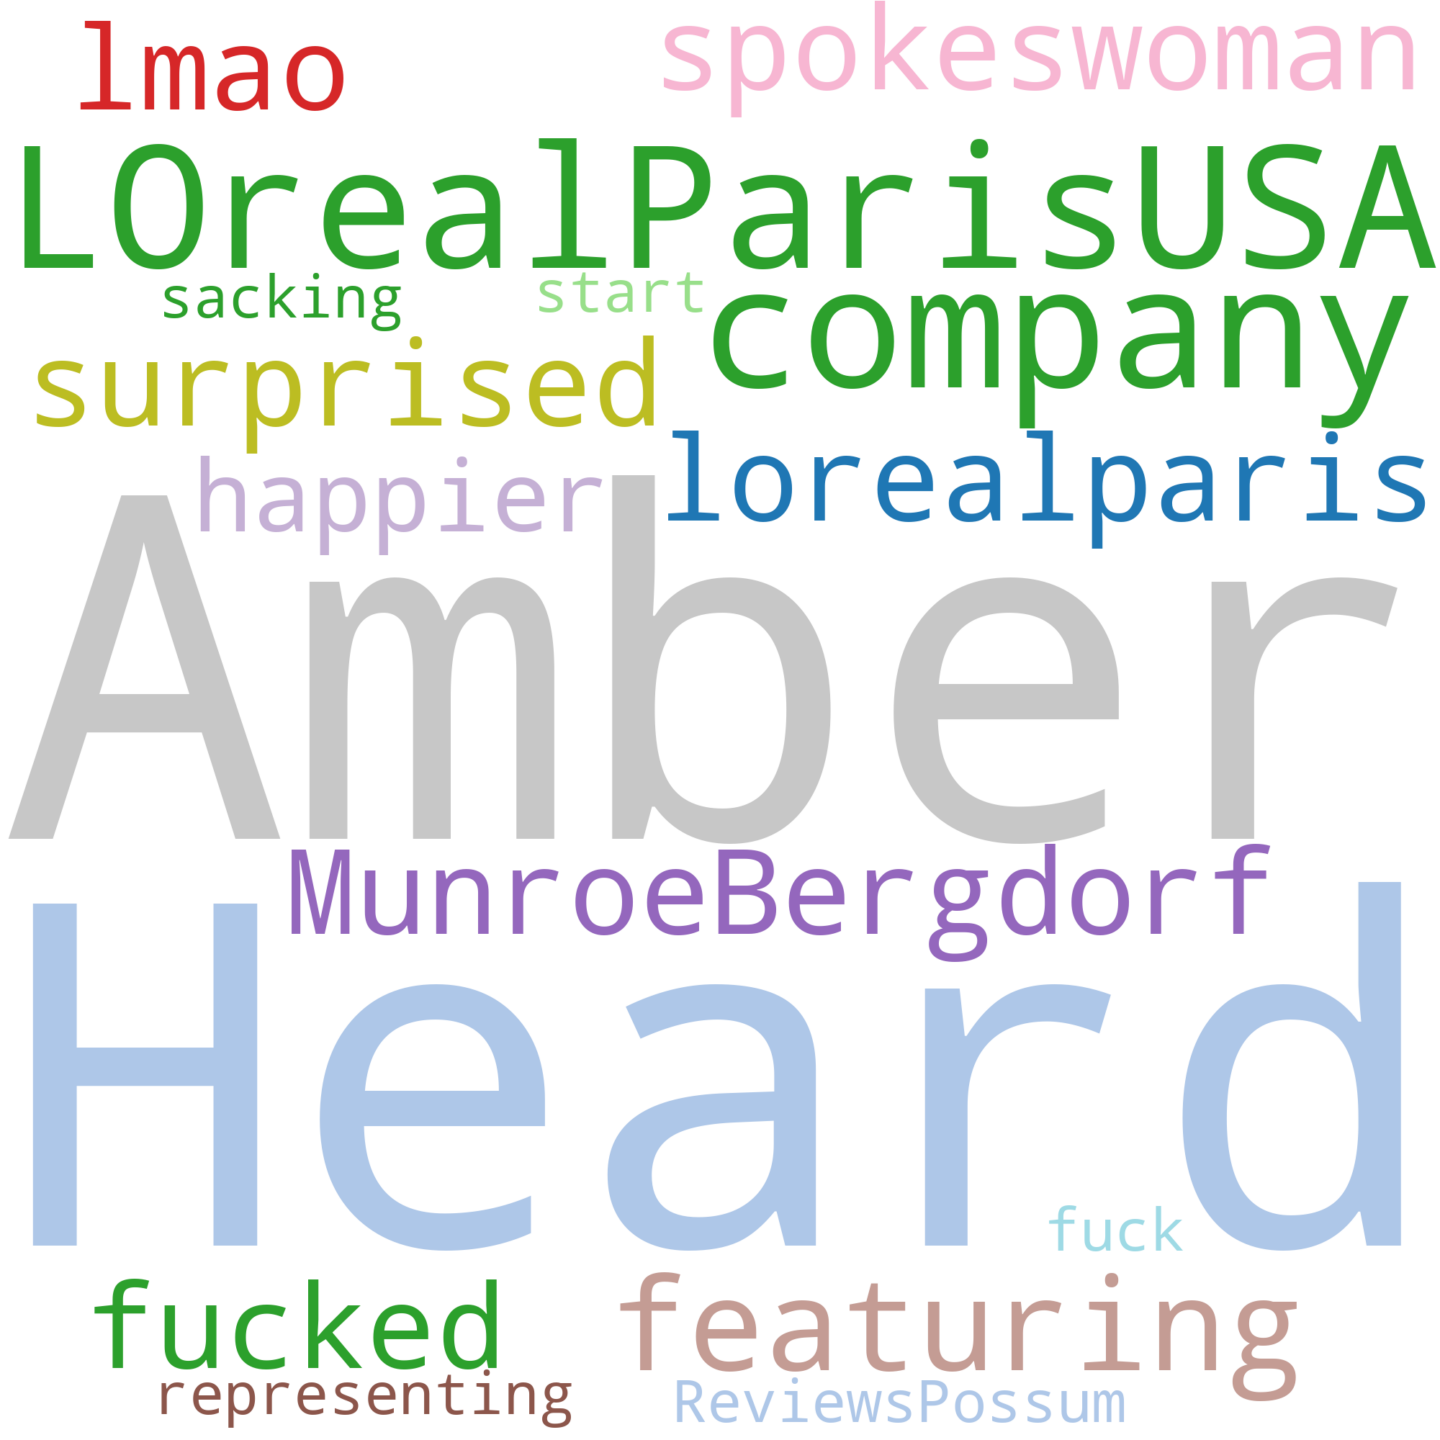 lmao spokeswoman
LOrealParisUSA
sacking start company
surprised
happier lorealparis
Amber
MunroeBergdorf
Heard
fuck
fucked featuring
representing ReviewsPossum